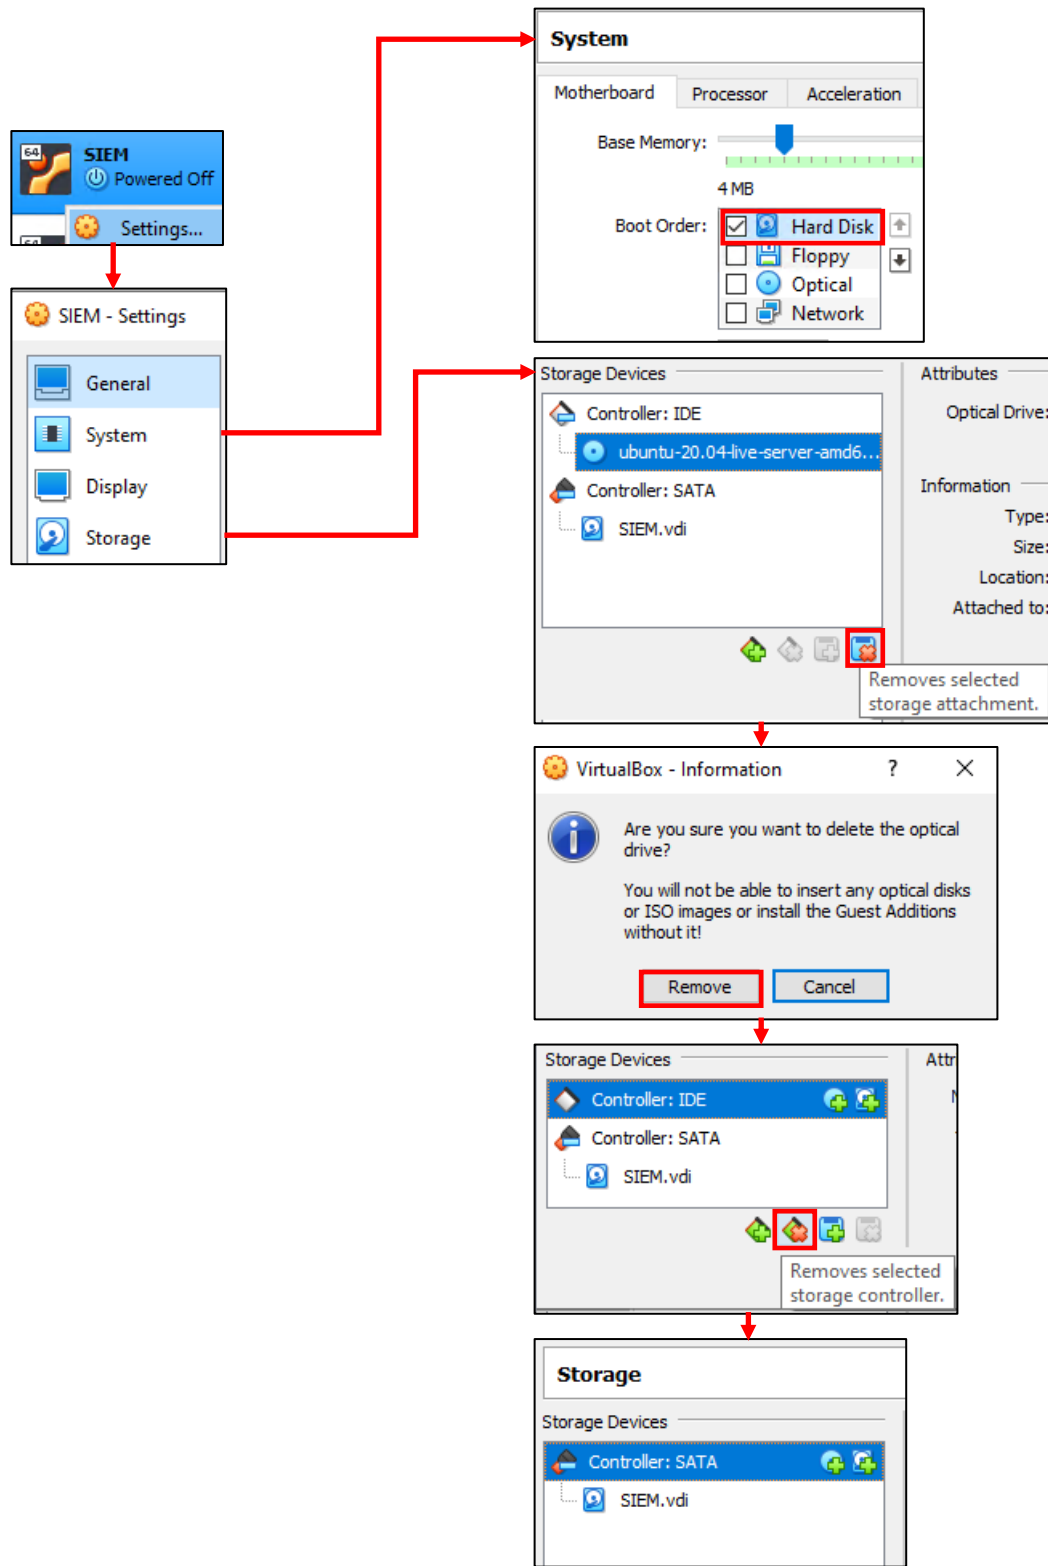 64
SIEM
Powered Off
Settings...
64
SIEM - Settings
General
System
Display
Storage
System
Motherboard Processor Acceleration
Base Memory:
4 MB
Boot Order:
Hard Disk
Floppy
Optical
Network
Storage Devices
Controller: IDE
ubuntu-20.04-live-server-amd6...
Controller: SATA
SIEM.vdi
Attributes
Optical Drive:
Information
Type:
Size:
Location:
Attached to:
Removes selected
storage attachment.
VirtualBox - Information ? ×
Are you sure you want to delete the optical
drive?
You will not be able to insert any optical disks
or ISO images or install the Guest Additions
without it!
Remove Cancel
Storage Devices
Attr
Controller: IDE
Controller: SATA
SIEM.vdi
Removes selected
storage controller.
Storage
Storage Devices
Controller: SATA
SIEM.vdi